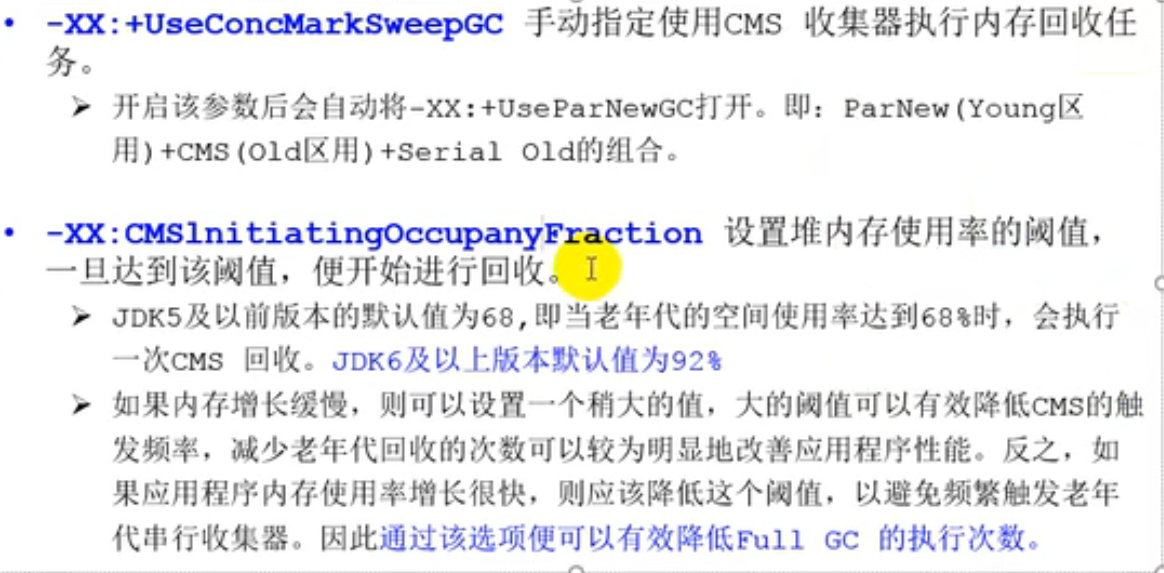 • -XX:+UseConcMarkSweepGC 手动指定使用CMS 收集器执行内存回收任
务。
➢ 开启该参数后会自动将-XX:+UseParNewGC打开。即：ParNew(Young区
用)+CMS(Old区用)+Serial Old的组合。
• -XX:CMSlnitiatingOccupanyFraction 设置堆内存使用率的阈值，
一旦达到该阈值，便开始进行回收。
➢ JDK5及以前版本的默认值为68,即当老年代的空间使用率达到68%时，会执行
一次CMS 回收。JDK6及以上版本默认值为92%
➢ 如果内存增长缓慢，则可以设置一个稍大的值，大的阈值可以有效降低CMS的触
发频率，减少老年代回收的次数可以较为明显地改善应用程序性能。反之，如
果应用程序内存使用率增长很快，则应该降低这个阈值，以避免频繁触发老年
代串行收集器。因此通过该选项便可以有效降低Full GC 的执行次数。